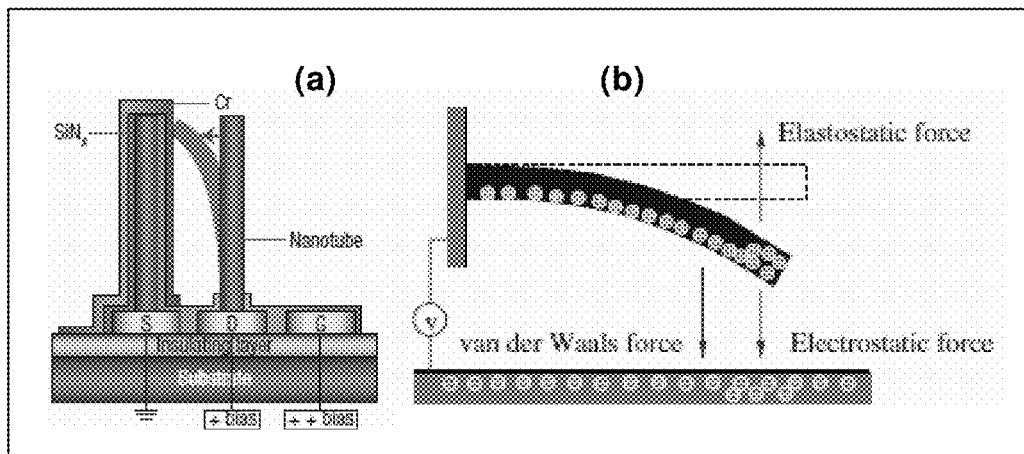 (a)
(b)
Cr
SiNx
Nanotube
S
D
G
Insulating layer
Substrate
+ bias
+ + bias
Elastostatic force
V
van der Waals force
Electrostatic force